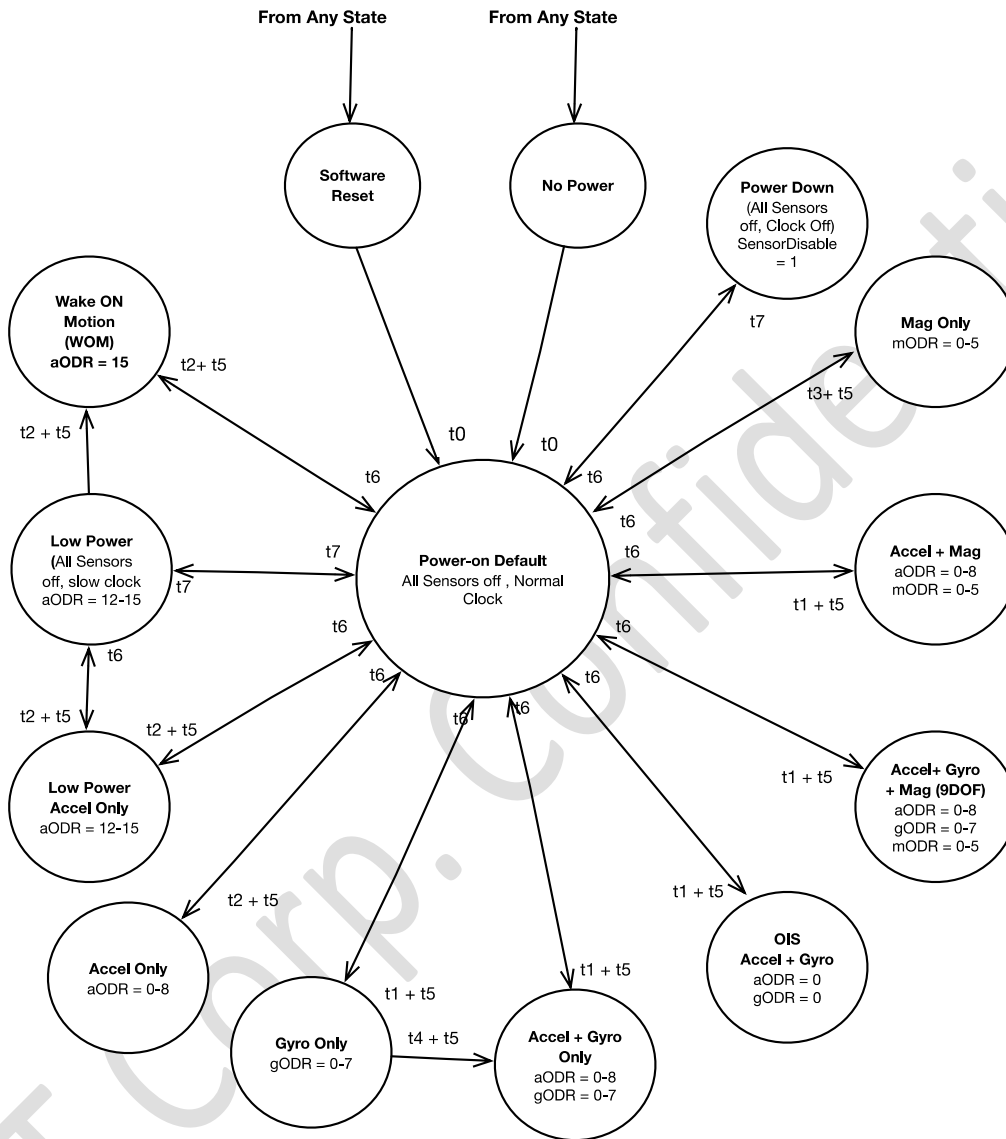 From Any State
From Any State
Software
Reset
No Power
Power Down
(All Sensors
off, Clock Off)
SensorDisable
= 1
Wake ON
Motion
(WOM)
aODR = 15
t7
Mag Only
mODR = 0-5
t2+ t5
t3+ t5
t2 + t5
t0
t0
t6
t6
t6
Low Power
(All Sensors
off, slow clock
aODR = 12-15
t7
t7
Power-on Default
All Sensors off , Normal
Clock
t6
Accel + Mag
aODR = 0-8
mODR = 0-5
t1 + t5
t6
t6
t6
t6
t6
t6
t6
t2 + t5
t2 + t5
Low Power
Accel Only
aODR = 12-15
t1 + t5
Accel+ Gyro
+ Mag (9DOF)
aODR = 0-8
gODR = 0-7
mODR = 0-5
t2 + t5
t1 + t5
Accel Only
aODR = 0-8
OIS
Accel + Gyro
aODR = 0
gODR = 0
t1 + t5
t1 + t5
Gyro Only
gODR = 0-7
t4 + t5
Accel + Gyro
Only
aODR = 0-8
gODR = 0-7
Corp. Confidenti